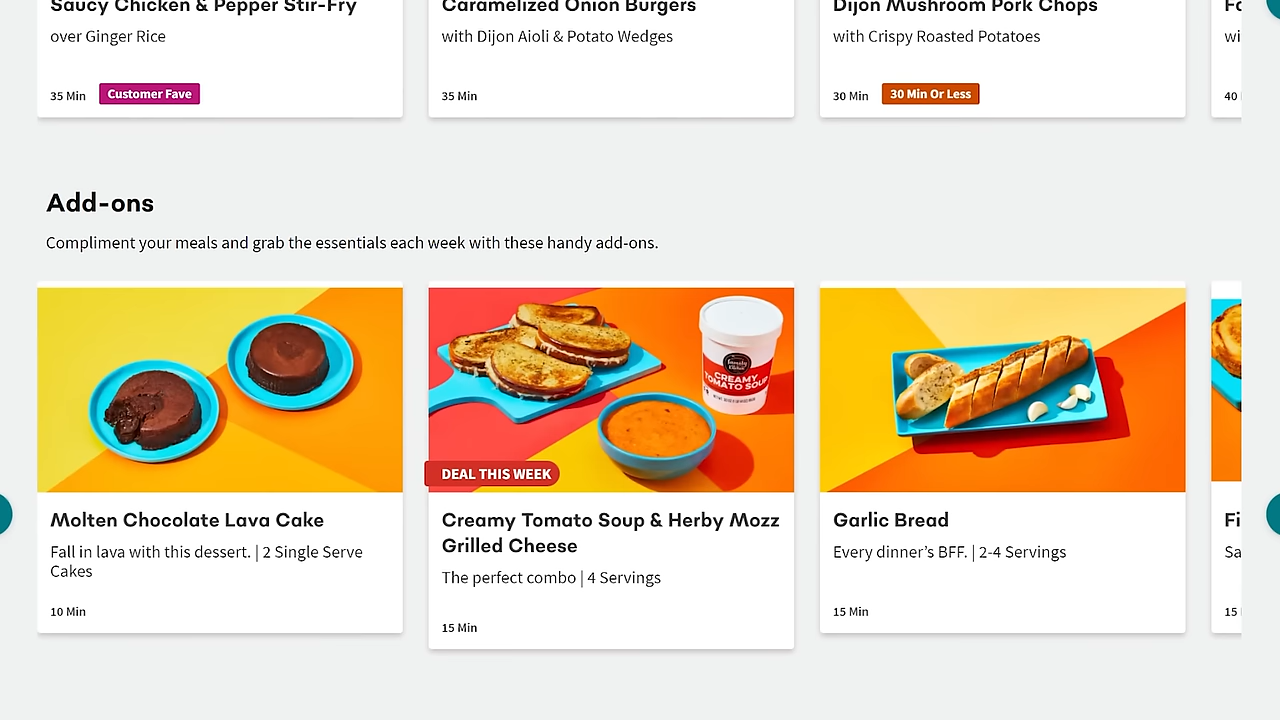 Saucy Chicken & Pepper Stir-Fry
over Ginger Rice
35 Min
Customer Fave
Caramelized Onion Burgers
with Dijon Aioli & Potato Wedges
35 Min
Dijon Mushroom Pork Chops
with Crispy Roasted Potatoes
30 Min
30 Min Or Less
40
Add-ons
Compliment your meals and grab the essentials each week with these handy add-ons.
Molten Chocolate Lava Cake
Fall in lava with this dessert. | 2 Single Serve
Cakes
10 Min
CREAMY
TOMATO SOUP
DEAL THIS WEEK
Creamy Tomato Soup & Herby Mozz
Grilled Cheese
The perfect combo | 4 Servings
15 Min
Garlic Bread
Every dinner’s BFF. | 2-4 Servings
15 Min
Fi
Sa
15